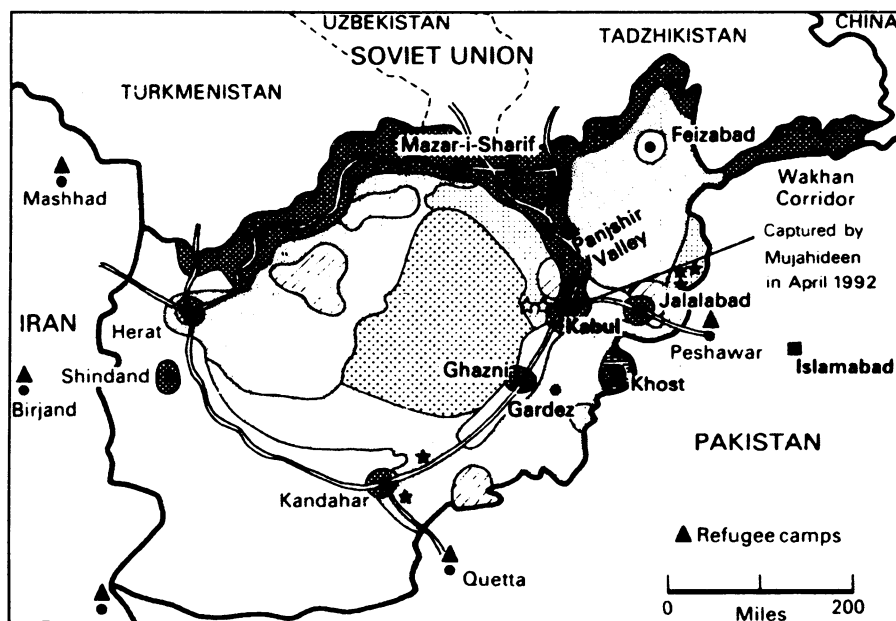 UZBEKISTAN
TADZHIKISTAN
CHINA
SOVIET UNION
TURKMENISTAN
Mazar-i-Sharif
Feizabad
Mashhad
Wakhan
Corridor
Panjshir
Valley
Captured by
Mujahideen
in April 1992
Jalalabad
IRAN
Herat
Kabul
Peshawar
Islamabad
Shindand
Ghazni
Khost
Birjand
Gardez
PAKISTAN
Kandahar
Refugee camps
Quetta
0 200
Miles